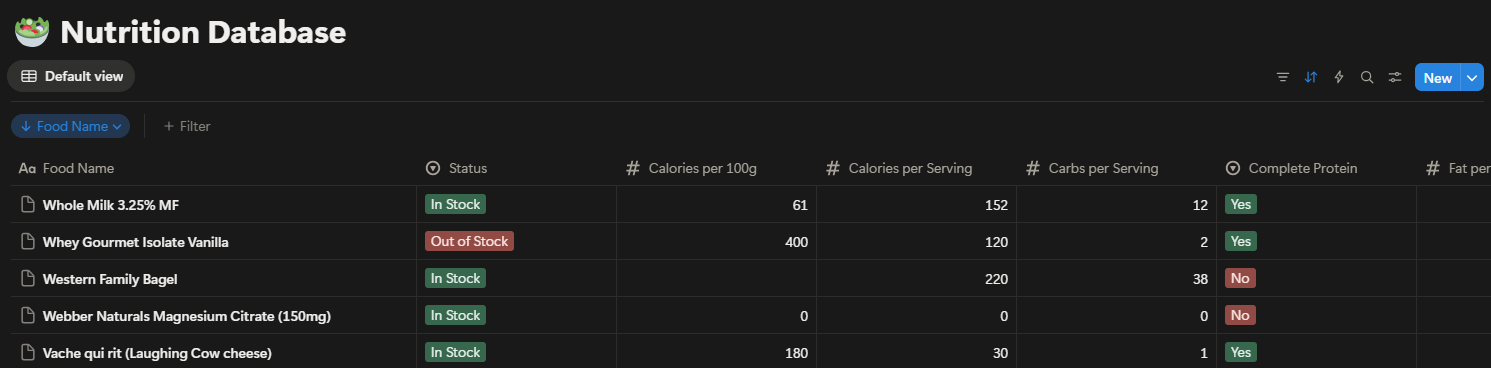 Nutrition Database
Default view
New
Food Name
+ Filter
Aa Food Name Status # Calories per 100g # Calories per Serving # Carbs per Serving Complete Protein # Fat per
Whole Milk 3.25% MF In Stock 61 152 12 Yes
Whey Gourmet Isolate Vanilla Out of Stock 400 120 2 Yes
Western Family Bagel In Stock 220 38 No
Webber Naturals Magnesium Citrate (150mg) In Stock 0 0 0 No
Vache qui rit (Laughing Cow cheese) In Stock 180 30 1 Yes